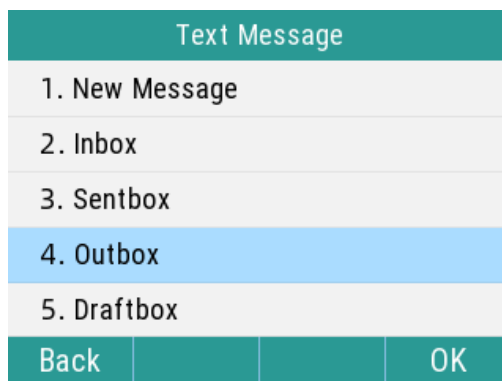 Text Message
1. New Message
2. Inbox
3. Sentbox
4. Outbox
5. Draftbox
Back OK